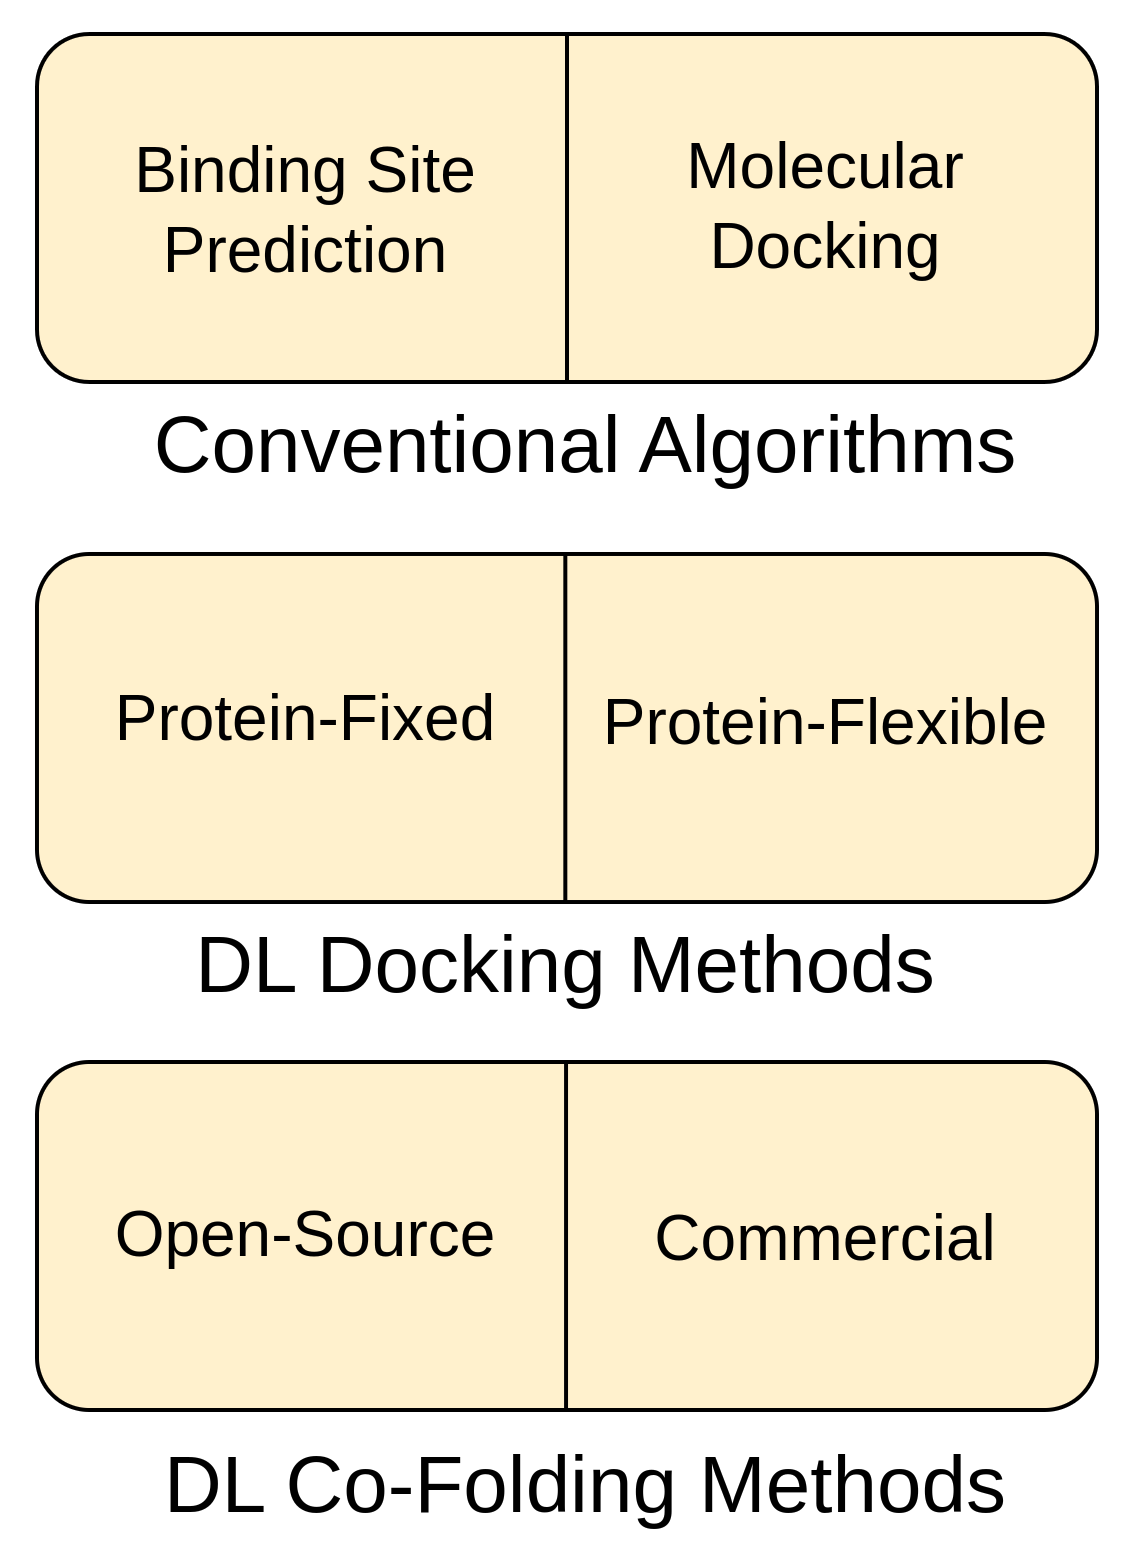 Binding Site
Prediction
Molecular
Docking
Conventional Algorithms
Protein-Fixed
Protein-Flexible
DL Docking Methods
Open-Source
Commercial
DL Co-Folding Methods